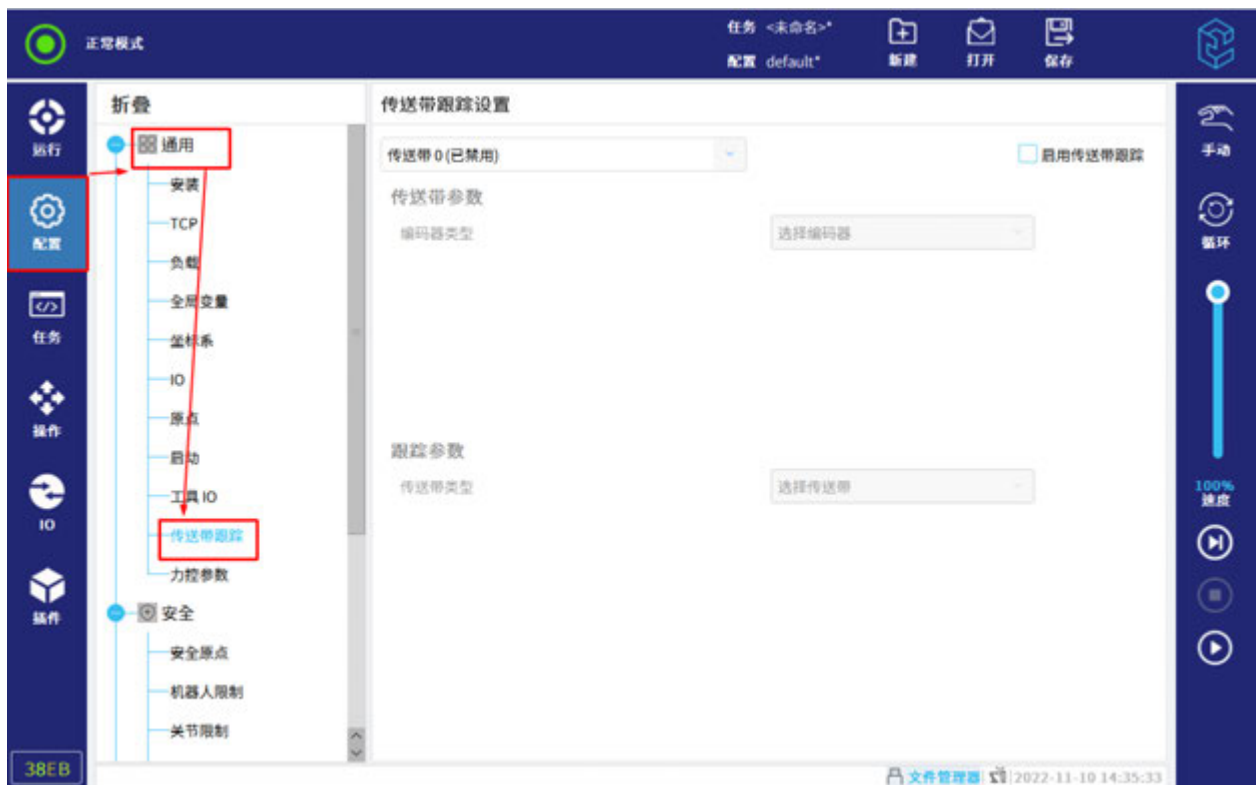 正常模式
任务 <未命名>*
配置 default*
新建
打开
保存
运行
配置
任务
操作
IO
插件
38EB
折叠
通用
安装
TCP
负载
全局变量
坐标系
IO
原点
启动
工具 IO
传送带跟踪
力控参数
安全
安全原点
机器人限制
关节限制
传送带跟踪设置
传送带 0 (已禁用)
启用传送带跟踪
传送带参数
编码器类型
选择编码器
跟踪参数
传送带类型
选择传送带
手动
循环
100%
速度
文件管理器
2022-11-10 14:35:33